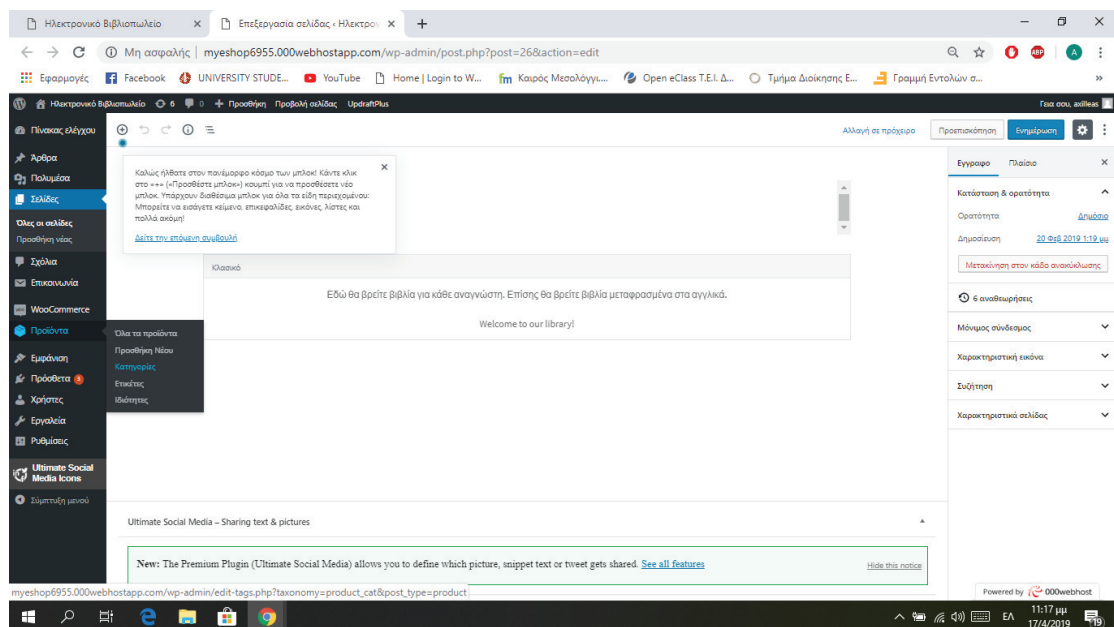 Ηλεκτρονικό Βιβλιοπωλείο
Επεξεργασία σελίδας ‹ Ηλεκτρον
Μη ασφαλής | myeshop6955.000webhostapp.com/wp-admin/post.php?post=26&action=edit
Εφαρμογές Facebook UNIVERSITY STUDE... YouTube Home | Login to W... Καιρός Μεσολόγγι.... Open eClass Τ.Ε.Ι. Δ... Τμήμα Διοίκησης Ε... Γραμμή Εντολών σ... »
Ηλεκτρονικό Βιβλιοπωλείο 6 0 Προσθήκη Προβολή σελίδας UpdraftPlus Γεια σου, axilleas
Πίνακας ελέγχου
Άρθρα
Πολυμέσα
Σελίδες
Όλες οι σελίδες
Προσθήκη νέας
Σχόλια
Επικοινωνία
WooCommerce
Προϊόντα
Εμφάνιση
Πρόσθετα 3
Χρήστες
Εργαλεία
Ρυθμίσεις
Ultimate Social
Media Icons
Σύμπτυξη μενού
Όλα τα προϊόντα
Προσθήκη Νέου
Κατηγορίες
Ετικέτες
Ιδιότητες
Αλλαγή σε πρόχειρο Προεπισκόπηση Ενημέρωση
Καλώς ήλθατε στον πανέμορφο κόσμο των μπλοκ! Κάντε κλικ
στο «+» («Προσθέστε μπλοκ») κουμπί για να προσθέσετε νέο
μπλοκ. Υπάρχουν διαθέσιμα μπλοκ για όλα τα είδη περιεχομένου:
Μπορείτε να εισάγετε κείμενο, επικεφαλίδες, εικόνες, λίστες και
πολλά ακόμη!
Δείτε την επόμενη συμβουλή
Κλασικό
Εδώ θα βρείτε βιβλία για κάθε αναγνώστη. Επίσης θα βρείτε βιβλία μεταφρασμένα στα αγγλικά.
Welcome to our library!
Ultimate Social Media – Sharing text & pictures
New: The Premium Plugin (Ultimate Social Media) allows you to define which picture, snippet text or tweet gets shared. See all features Hide this notice
Έγγραφο Πλαίσιο
Κατάσταση & ορατότητα
Ορατότητα Δημόσιο
Δημοσίευση 20 Φεβ 2019 1:19 μμ
Μετακίνηση στον κάδο ανακύκλωσης
6 αναθεωρήσεις
Μόνιμος σύνδεσμος
Χαρακτηριστική εικόνα
Συζήτηση
Χαρακτηριστικά σελίδας
myeshop6955.000webhostapp.com/wp-admin/edit-tags.php?taxonomy=product_cat&post_type=product
Powered by 000webhost
ΕΛ
11:17 μμ
17/4/2019
19